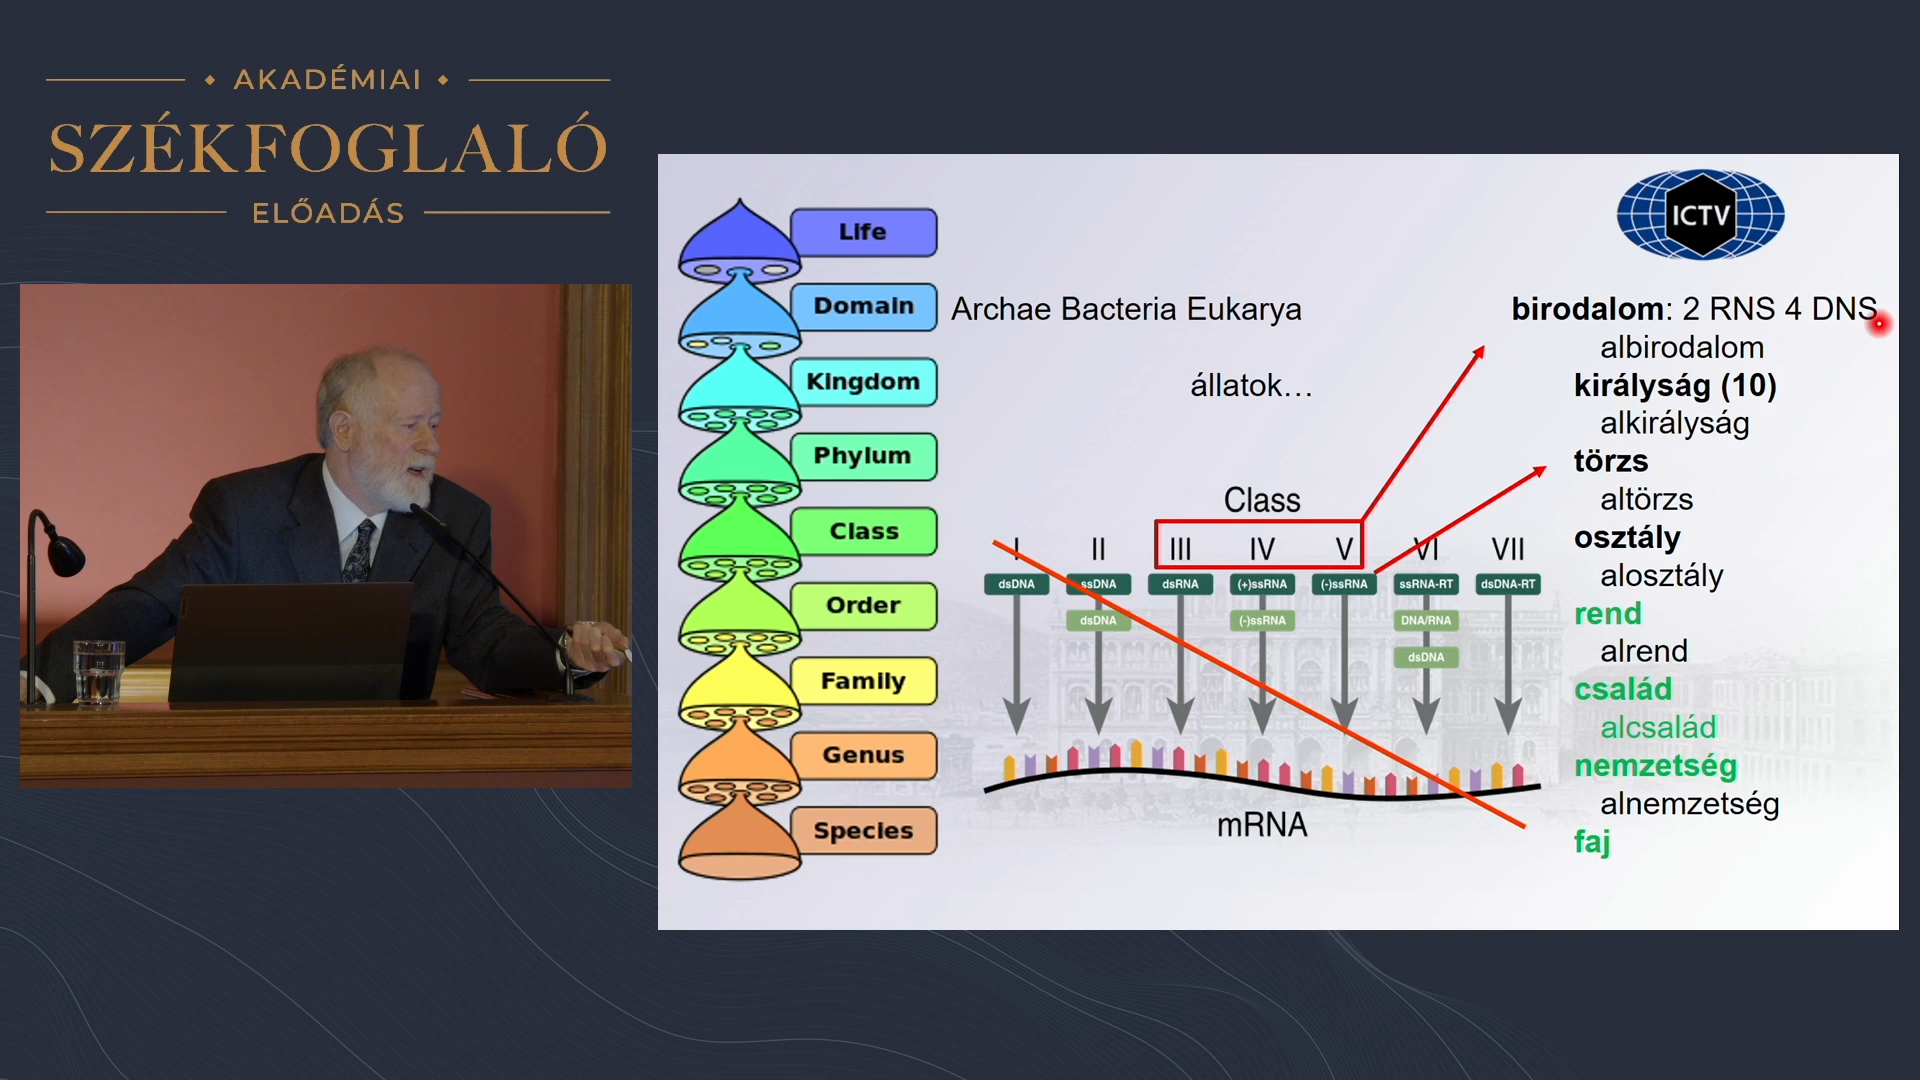 AKADÉMIAI
SZÉKFOGLALÓ
ELŐADÁS
ICTV
Life
Domain
Archae Bacteria Eukarya
Kingdom
állatok…
Phylum
Class
Order
Family
Genus
Species
Class
I II III IV V VI VII
dsDNA ssDNA dsRNA (+)ssRNA (-)ssRNA ssRNA-RT dsDNA-RT
dsDNA (-)ssRNA DNA/RNA
dsDNA
mRNA
birodalom: 2 RNS 4 DNS
albirodalom
királyság (10)
alkirályság
törzs
altörzs
osztály
alosztály
rend
alrend
család
alcsalád
nemzetség
alnemzetség
faj